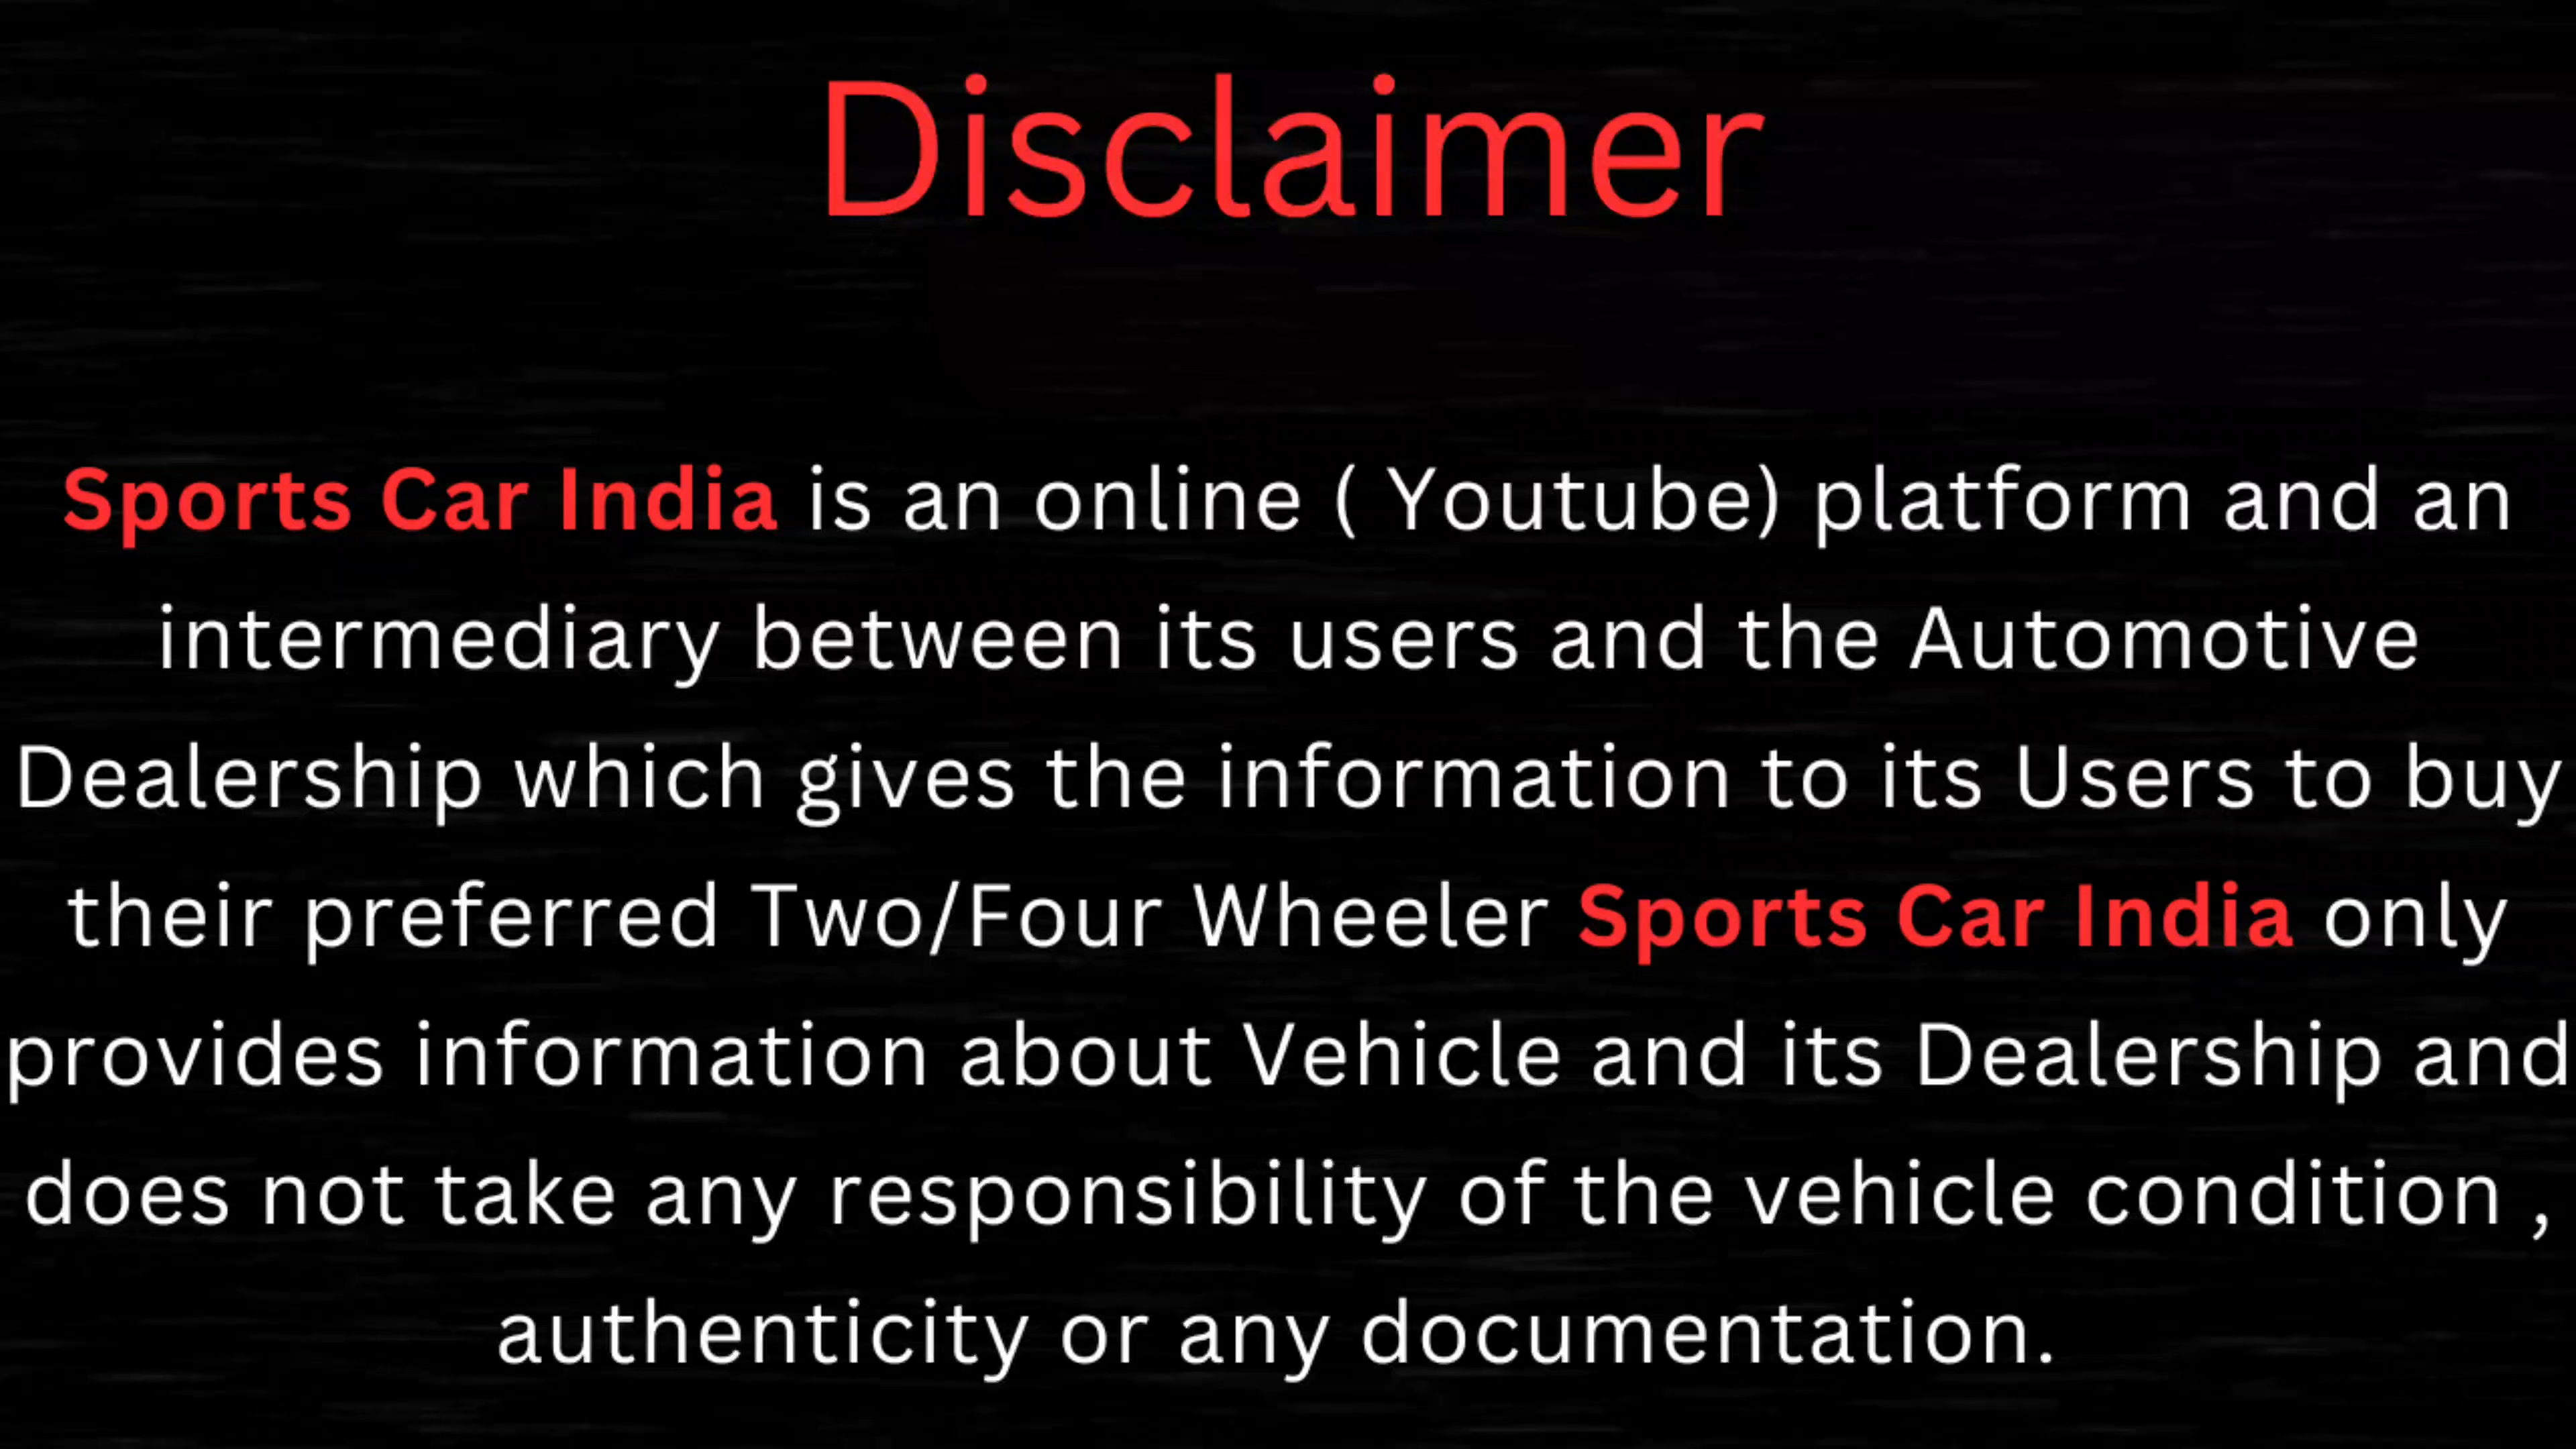 Disclaimer
Sports Car India is an online ( Youtube) platform and an
intermediary between its users and the Automotive
Dealership which gives the information to its Users to buy
their preferred Two/Four Wheeler Sports Car India only
provides information about Vehicle and its Dealership and
does not take any responsibility of the vehicle condition ,
authenticity or any documentation.